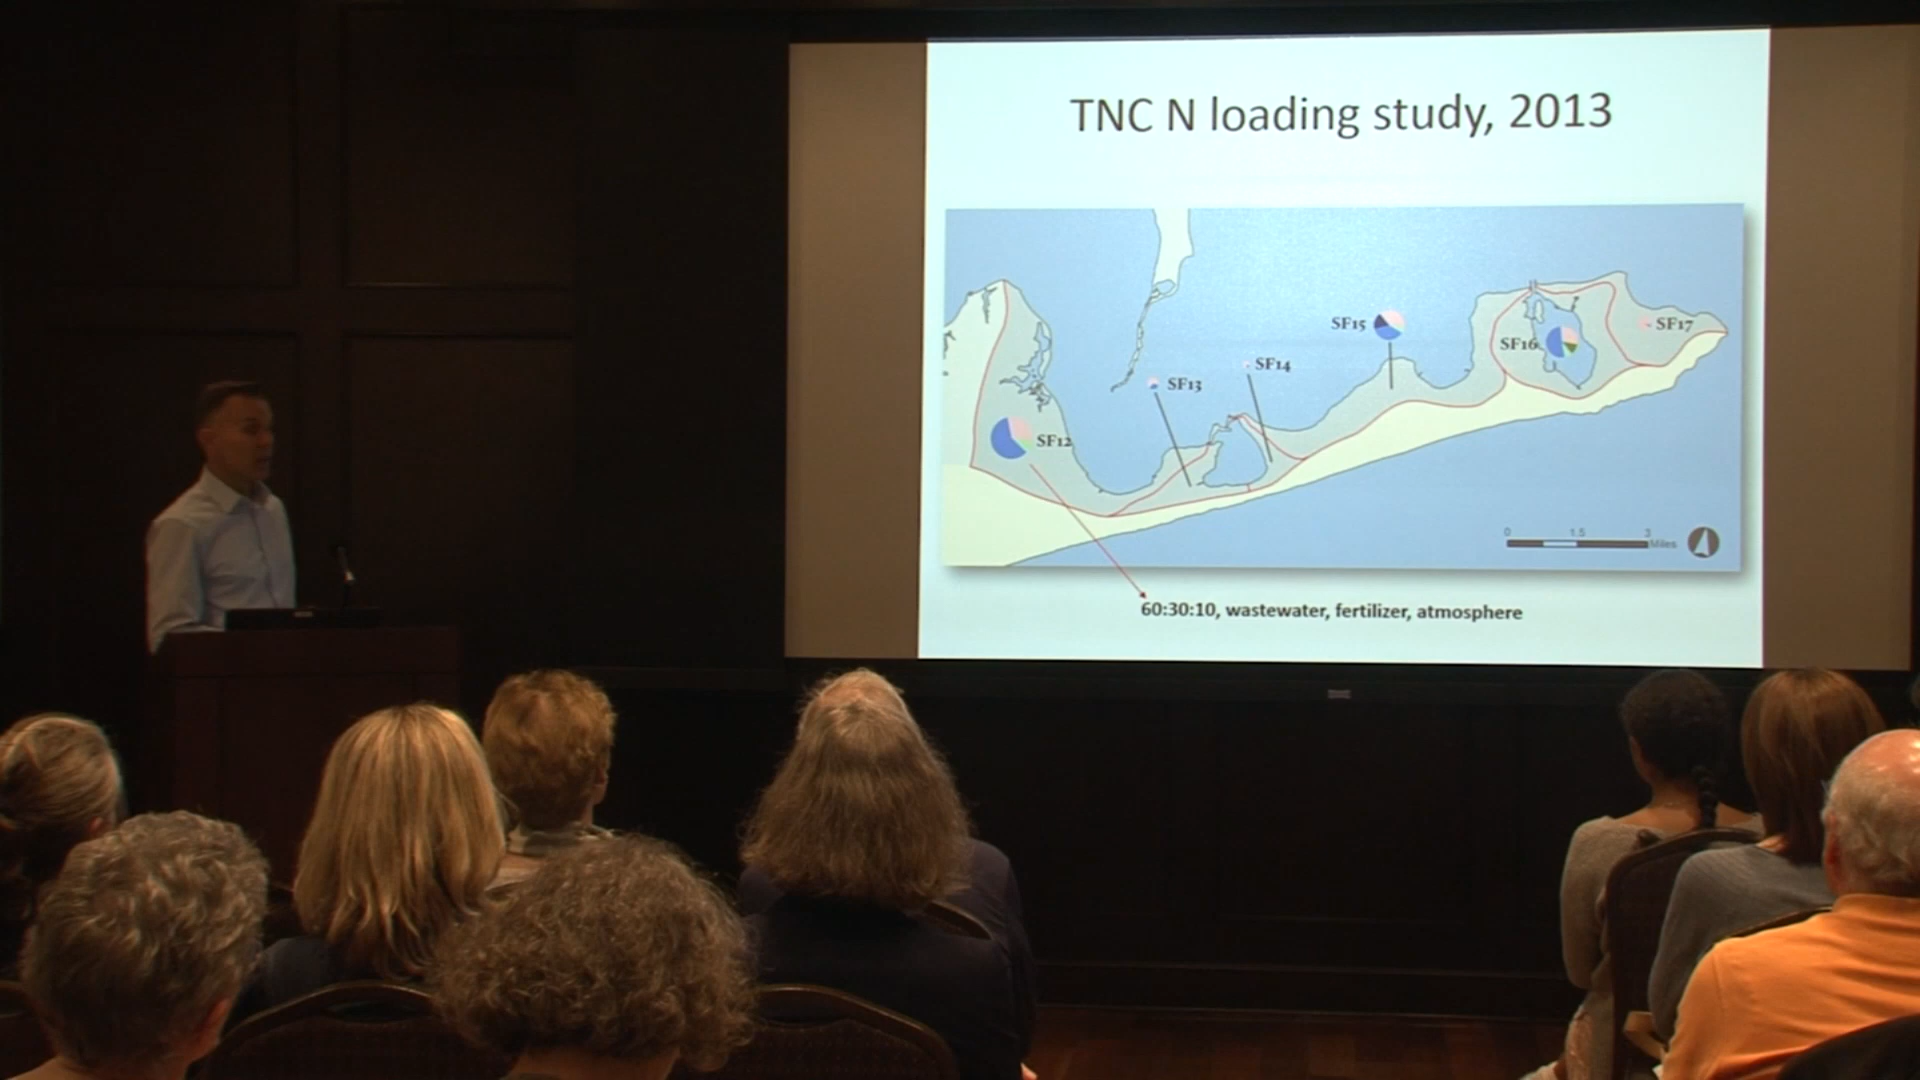 TNC N loading study, 2013
SF15
SF17
SF16
SF14
SF13
SF12
0 1.5 3
Miles
60:30:10, wastewater, fertilizer, atmosphere